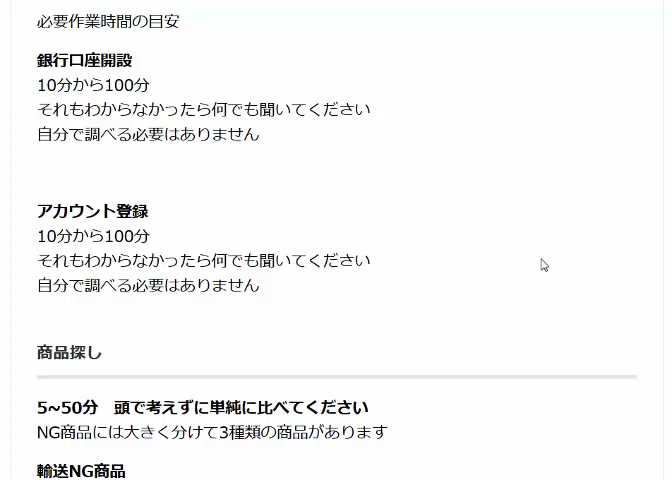 必要作業時間の目安
銀行口座開設
10分から100分
それもわからなかったら何でも聞いてください
自分で調べる必要はありません
アカウント登録
10分から100分
それもわからなかったら何でも聞いてください
自分で調べる必要はありません
商品探し
5~50分　頭で考えずに単純に比べてください
NG商品には大きく分けて3種類の商品があります
輸送NG商品